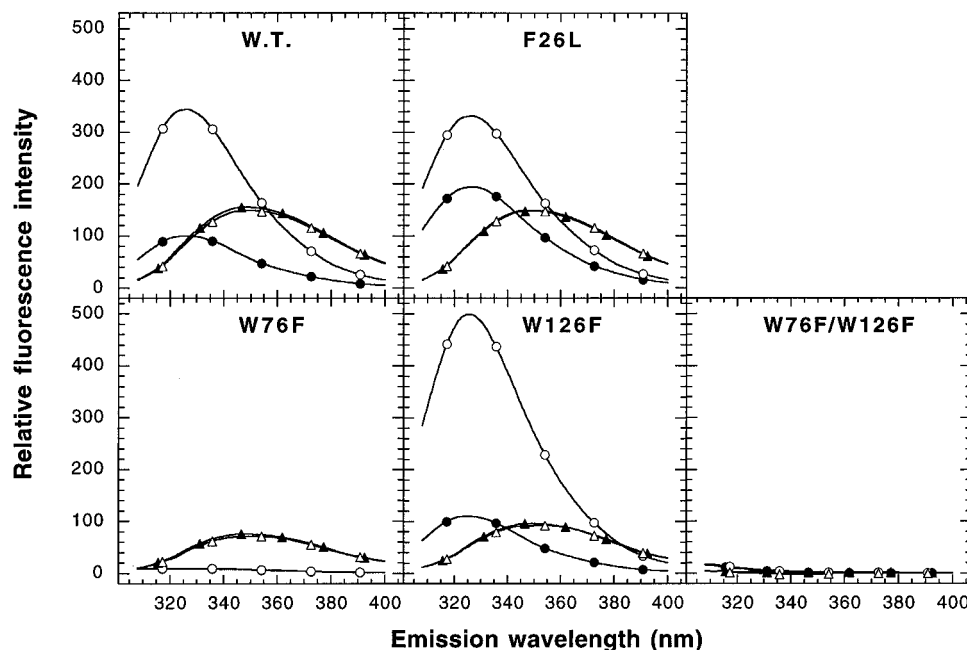 Relative fluorescence intensity
500
400
300
200
100
0
W.T.
F26L
500
400
300
200
100
0
W76F
W126F
W76F/W126F
320 340 360 380 400
320 340 360 380 400
320 340 360 380 400
Emission wavelength (nm)